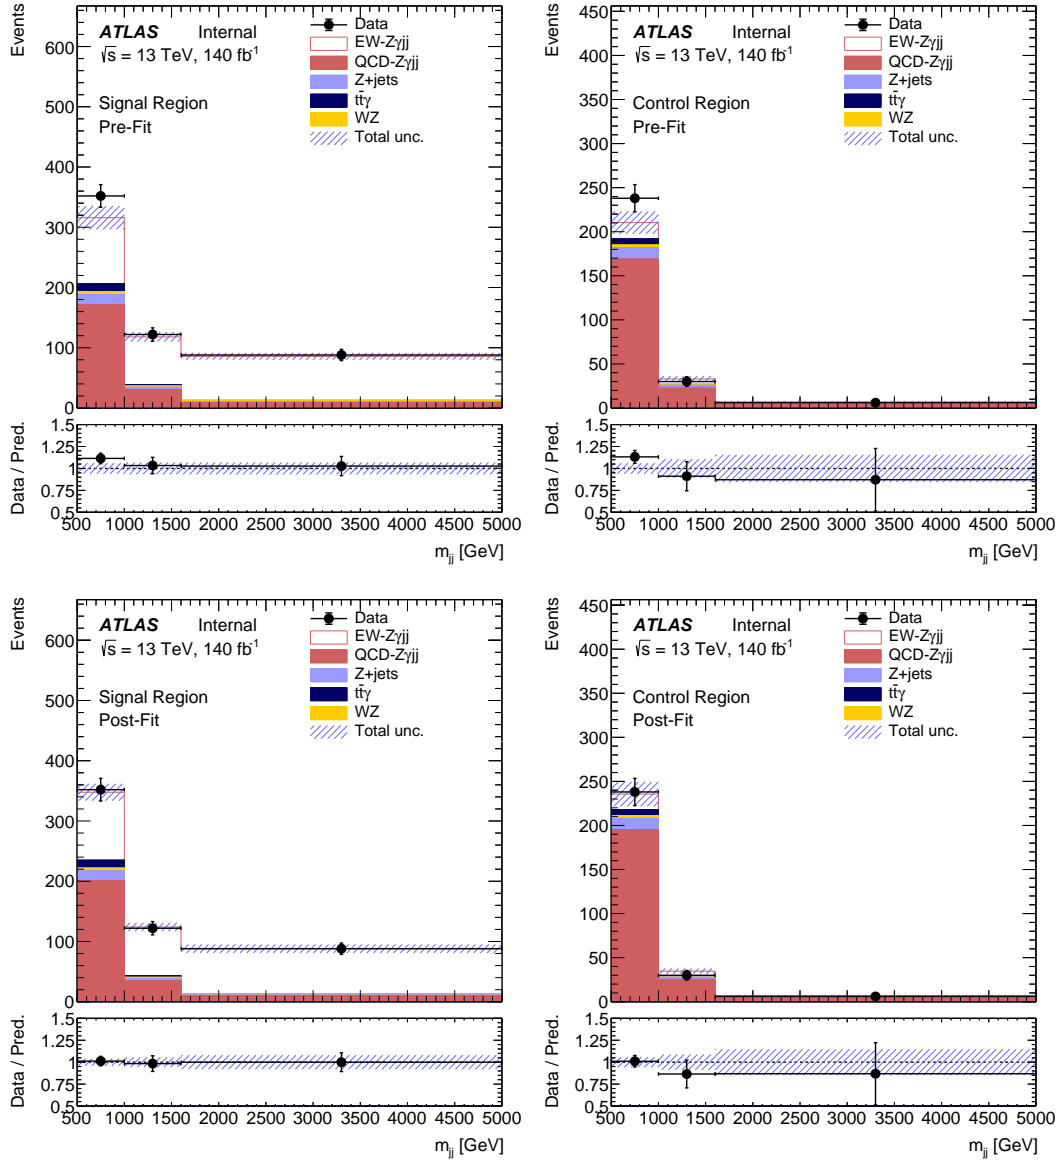 Events
600
500
400
300
200
100
0
ATLAS Internal
√s = 13 TeV, 140 fb-1
Signal Region
Pre-Fit
Data
EW-Zγjj
QCD-Zγjj
Z+jets
tt̄γ
WZ
Total unc.
Data / Pred.
1.5
1.25
1
0.75
0.5
500 1000 1500 2000 2500 3000 3500 4000 4500 5000
mjj [GeV]
Events
450
400
350
300
250
200
150
100
50
0
ATLAS Internal
√s = 13 TeV, 140 fb-1
Control Region
Pre-Fit
Data
EW-Zγjj
QCD-Zγjj
Z+jets
tt̄γ
WZ
Total unc.
Data / Pred.
1.5
1.25
1
0.75
0.5
500 1000 1500 2000 2500 3000 3500 4000 4500 5000
mjj [GeV]
Events
600
500
400
300
200
100
0
ATLAS Internal
√s = 13 TeV, 140 fb-1
Signal Region
Post-Fit
Data
EW-Zγjj
QCD-Zγjj
Z+jets
tt̄γ
WZ
Total unc.
Data / Pred.
1.5
1.25
1
0.75
0.5
500 1000 1500 2000 2500 3000 3500 4000 4500 5000
mjj [GeV]
Events
450
400
350
300
250
200
150
100
50
0
ATLAS Internal
√s = 13 TeV, 140 fb-1
Control Region
Post-Fit
Data
EW-Zγjj
QCD-Zγjj
Z+jets
tt̄γ
WZ
Total unc.
Data / Pred.
1.5
1.25
1
0.75
0.5
500 1000 1500 2000 2500 3000 3500 4000 4500 5000
mjj [GeV]